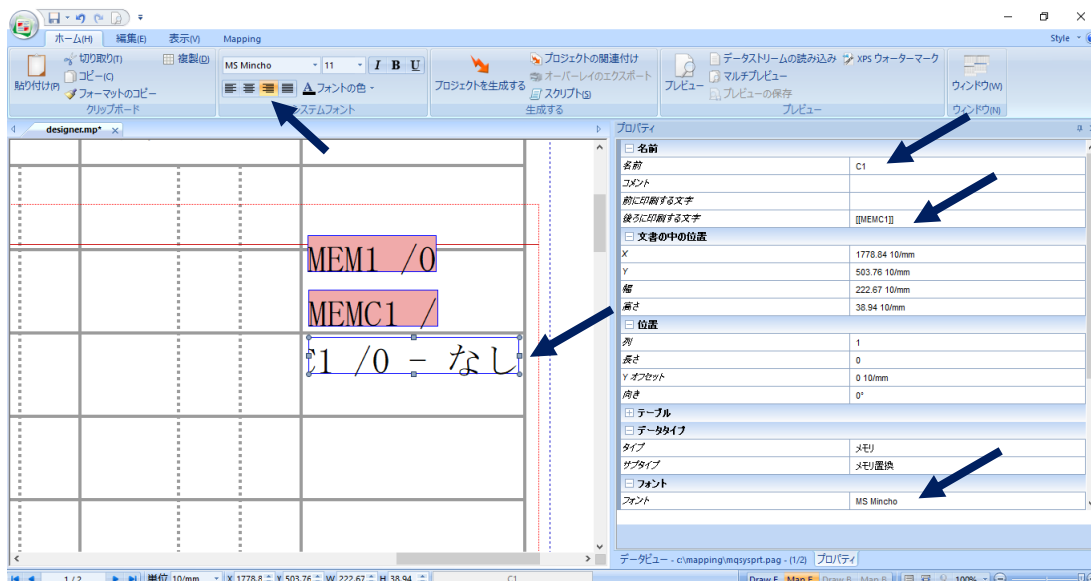 ホーム(H) 編集(E) 表示(V) Mapping
Style
貼り付け(P)
切り取り(T)
コピー(C)
フォーマットのコピー
複製(D)
クリップボード
MS Mincho 11 I B U
A フォントの色
システムフォント
プロジェクトを生成する
プロジェクトの関連付け
オーバーレイのエクスポート
スクリプト(S)
生成する
プレビュー
データストリームの読み込み
マルチプレビュー
プレビューの保存
XPS ウォーターマーク
プレビュー
ウィンドウ(W)
ウィンドウ(N)
designer.mp*
MEM1 /0
MEMC1 /
C1 /0 - なし
プロパティ
名前
名前 C1
コメント
前に印刷する文字
後ろに印刷する文字 [[MEMC1]]
文書の中の位置
X 1778.84 10/mm
Y 503.76 10/mm
幅 222.67 10/mm
高さ 38.94 10/mm
位置
列 1
長さ 0
Y オフセット 0 10/mm
向き 0°
テーブル
データタイプ
タイプ メモリ
サブタイプ メモリ置換
フォント
フォント MS Mincho
データビュー - c:\mapping\mqsysprt.pag - (1/2) プロパティ
1 / 2 単位 10/mm X 1778.8 Y 503.76 W 222.67 H 38.94 C1 Draw F Map F Draw B Map B 100%